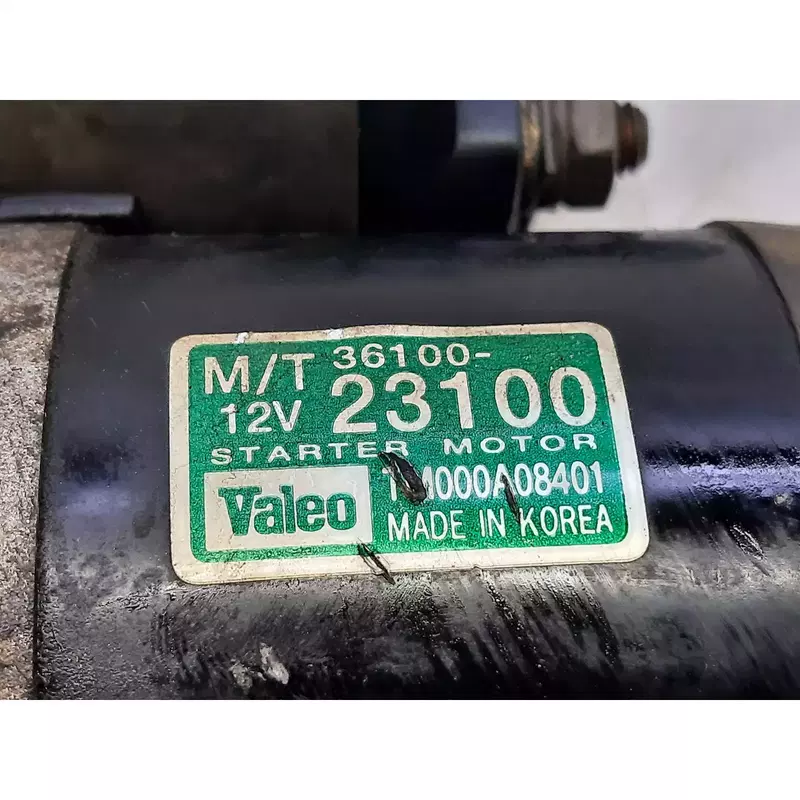 M/T 36100-
12V 23100
STARTER MOTOR
Valeo
MADE IN KOREA